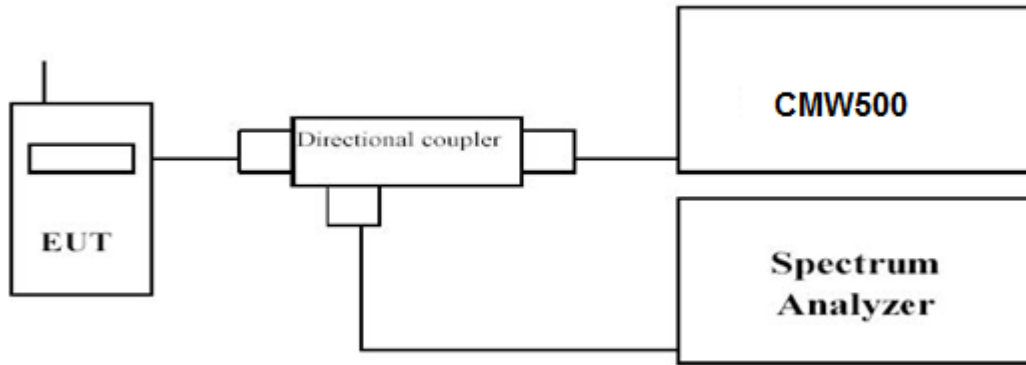 EUT
Directional coupler
CMW500
Spectrum
Analyzer